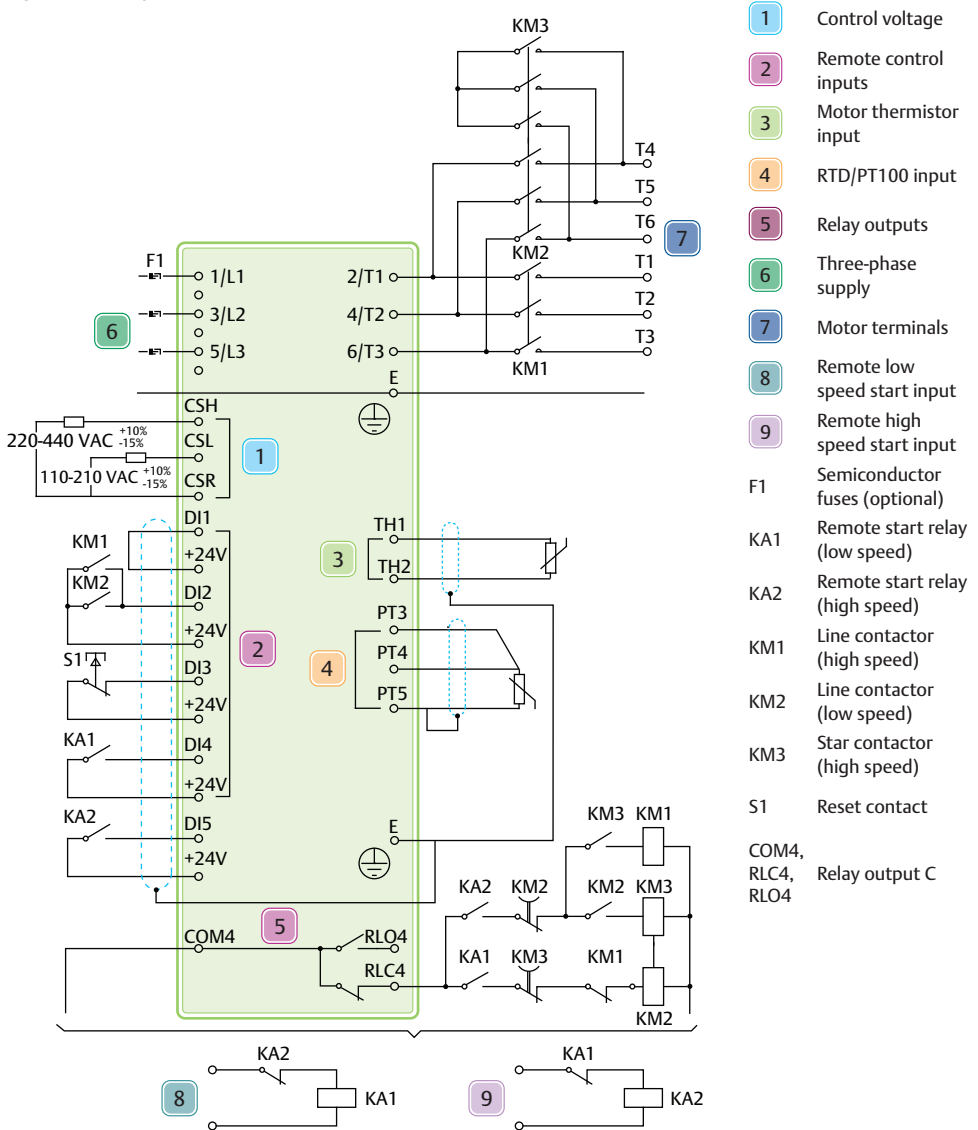 KM3
T4
T5
T6
7
KM2
T1
T2
T3
KM1
F1
1/L1
2/T1
3/L2
4/T2
6
5/L3
6/T3
E
CSH
220-440 VAC +10% -15%
CSL
1
110-210 VAC +10% -15%
CSR
DI1
KM1
+24V
KM2
DI2
+24V
2
S1
DI3
+24V
KA1
DI4
+24V
KA2
DI5
+24V
TH1
3
TH2
PT3
PT4
4
PT5
E
COM4
5
RLO4
RLC4
KM3 KM1
KA2 KM2 KM2 KM3
KA1 KM3 KM1
KM2
KA2
8
KA1
KA1
9
KA2
1 Control voltage
2 Remote control
inputs
3 Motor thermistor
input
4 RTD/PT100 input
5 Relay outputs
6 Three-phase
supply
7 Motor terminals
8 Remote low
speed start input
9 Remote high
speed start input
F1 Semiconductor
fuses (optional)
KA1 Remote start relay
(low speed)
KA2 Remote start relay
(high speed)
KM1 Line contactor
(high speed)
KM2 Line contactor
(low speed)
KM3 Star contactor
(high speed)
S1 Reset contact
COM4,
RLC4, Relay output C
RLO4